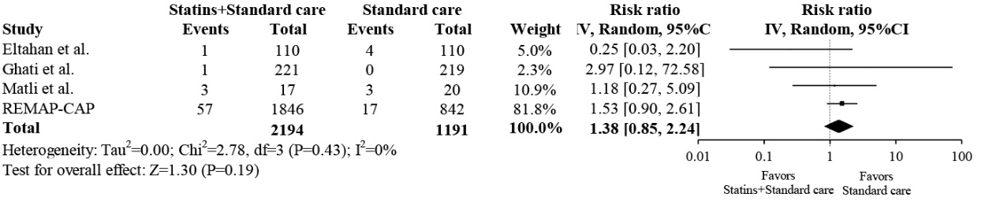 Statins+Standard care Standard care Risk ratio Risk ratio
Study Events Total Events Total Weight IV, Random, 95%C IV, Random, 95%CI
Eltahan et al. 1 110 4 110 5.0% 0.25 [0.03, 2.20]
Ghati et al. 1 221 0 219 2.3% 2.97 [0.12, 72.58]
Matli et al. 3 17 3 20 10.9% 1.18 [0.27, 5.09]
REMAP-CAP 57 1846 17 842 81.8% 1.53 [0.90, 2.61]
Total 2194 1191 100.0% 1.38 [0.85, 2.24]
Heterogeneity: Tau²=0.00; Chi²=2.78, df=3 (P=0.43); I²=0%
Test for overall effect: Z=1.30 (P=0.19)
0.01 0.1 1 10 100
Favors Favors
Statins+Standard care Standard care